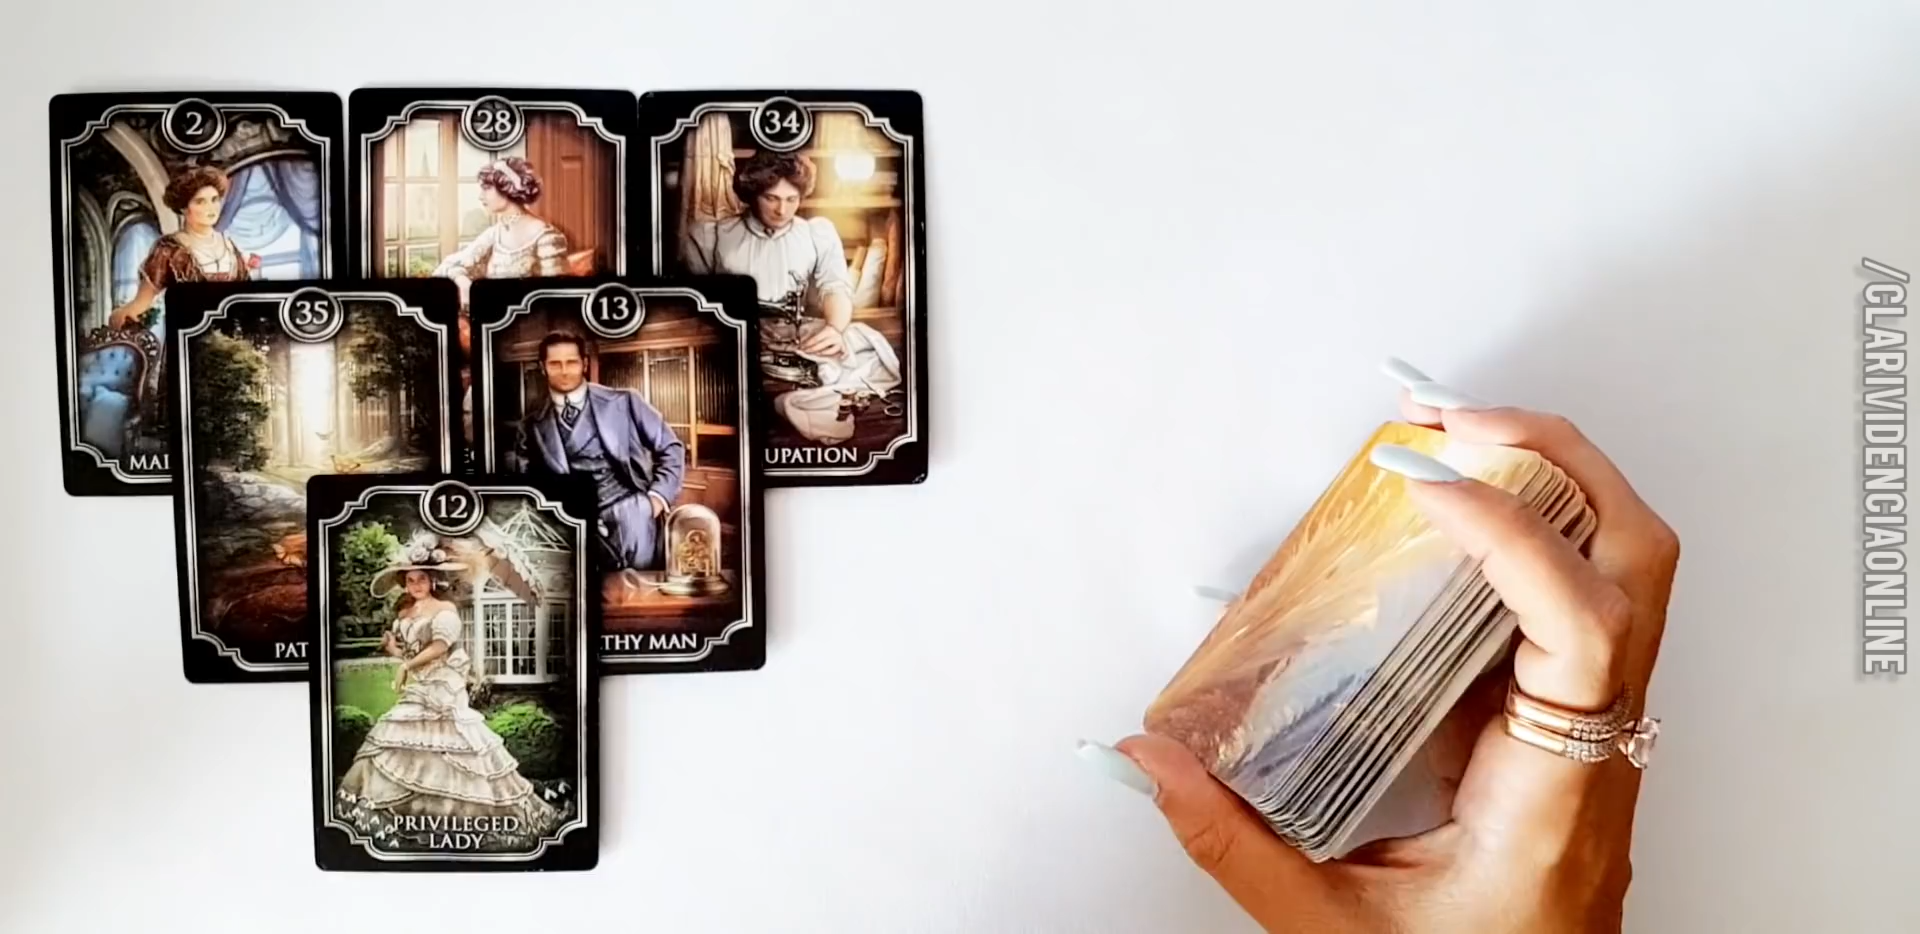 2
28
34
MAI
UPATION
35
13
PAT
THY MAN
12
PRIVILEGED
LADY
/CLARIVIDENCIAONLINE